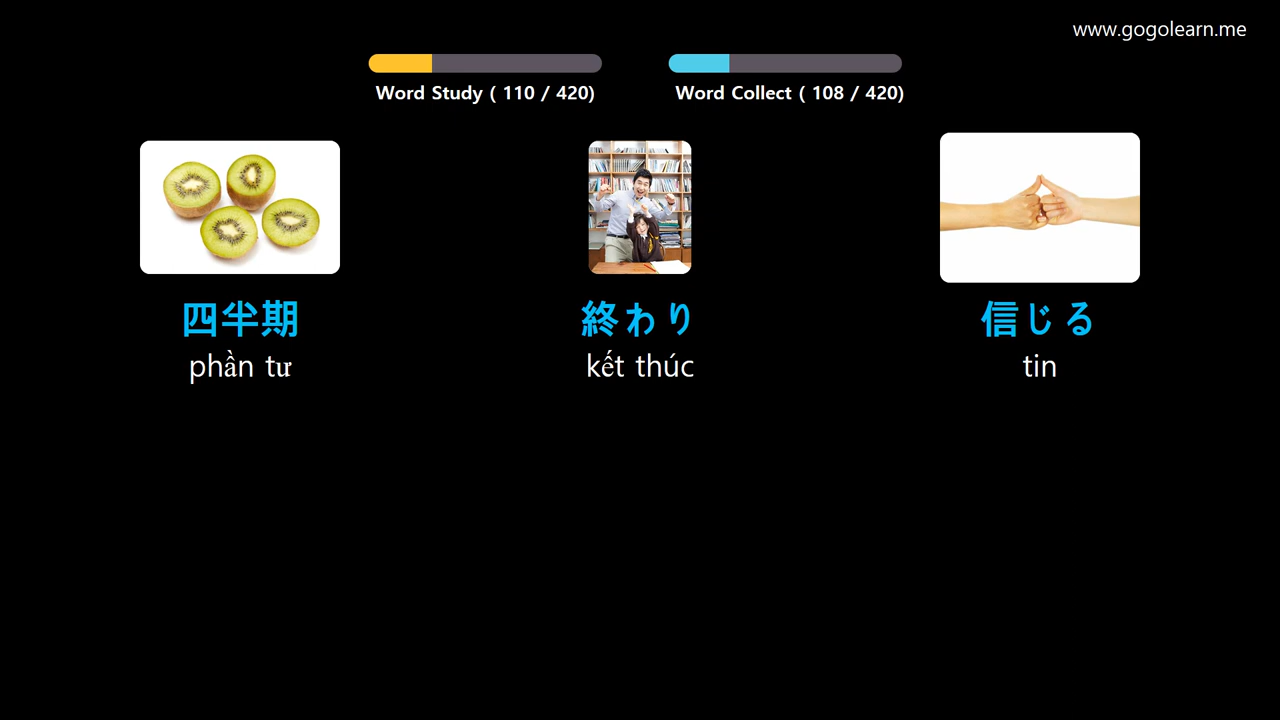 www.gogolearn.me
Word Study ( 110 / 420)
Word Collect ( 108 / 420)
四半期
phần tư
終わり
kết thúc
信じる
tin